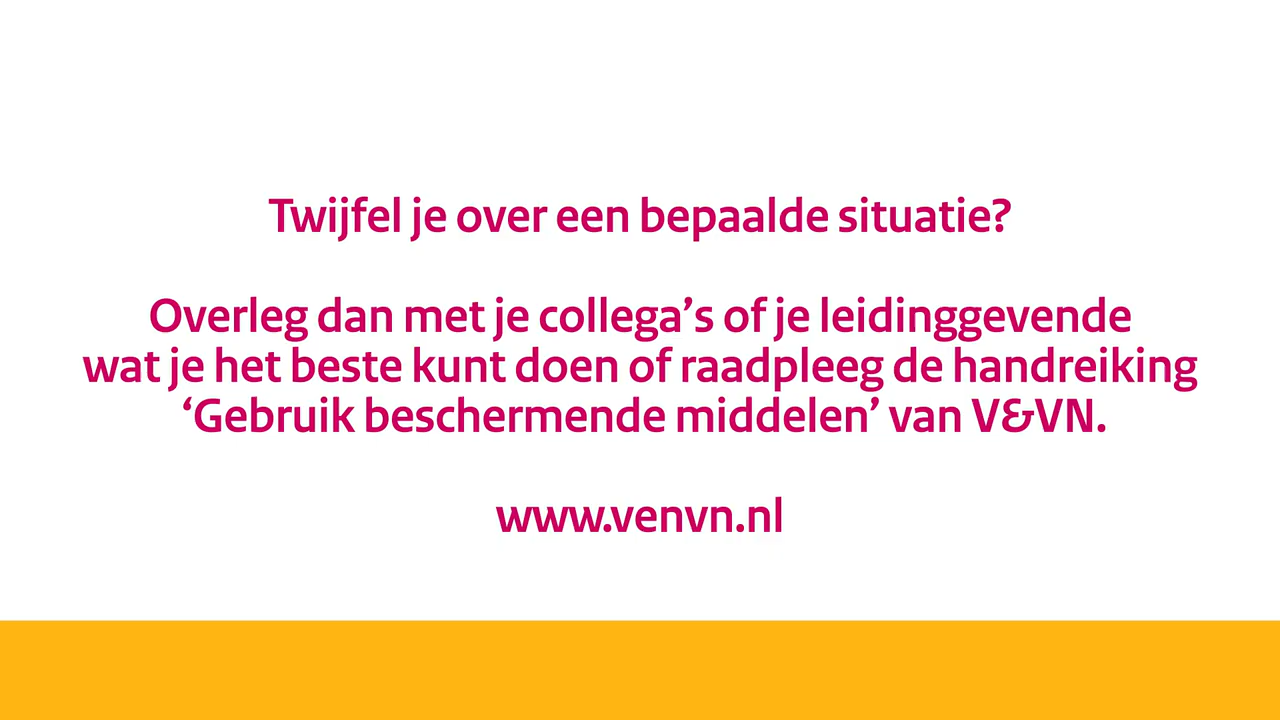 Twijfel je over een bepaalde situatie?
Overleg dan met je collega’s of je leidinggevende
wat je het beste kunt doen of raadpleeg de handreiking
‘Gebruik beschermende middelen’ van V&VN.
www.venvn.nl